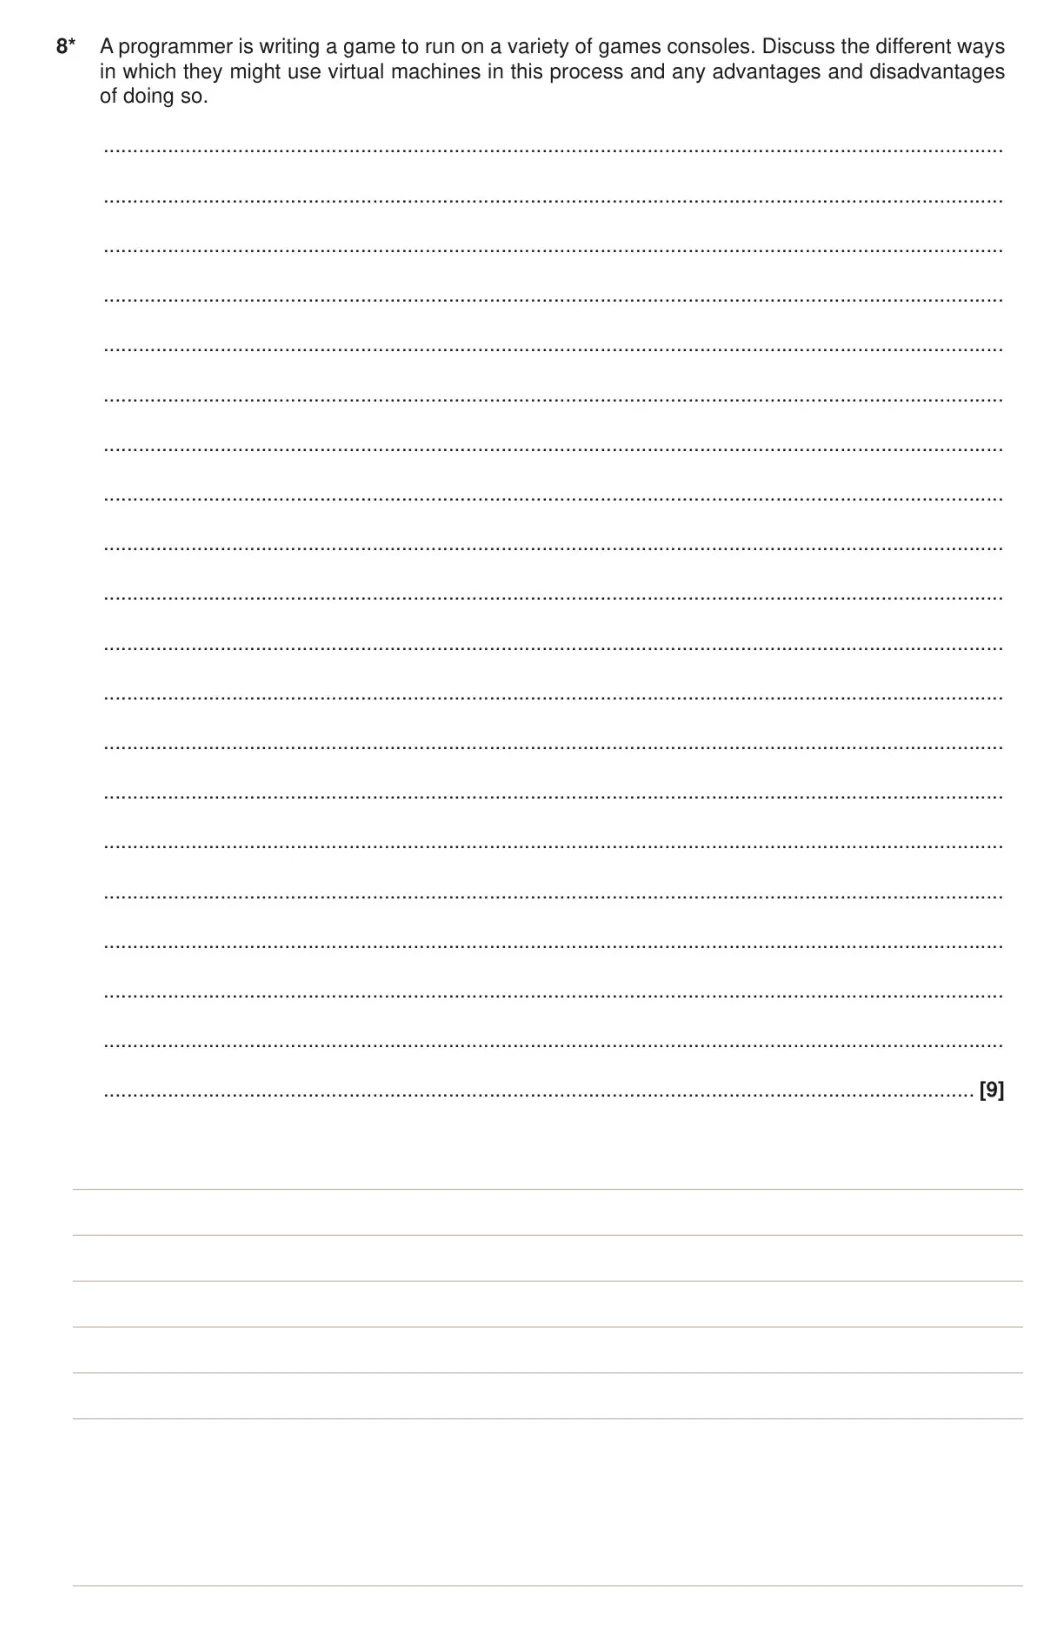 8* A programmer is writing a game to run on a variety of games consoles. Discuss the different ways
in which they might use virtual machines in this process and any advantages and disadvantages
of doing so.
[9]